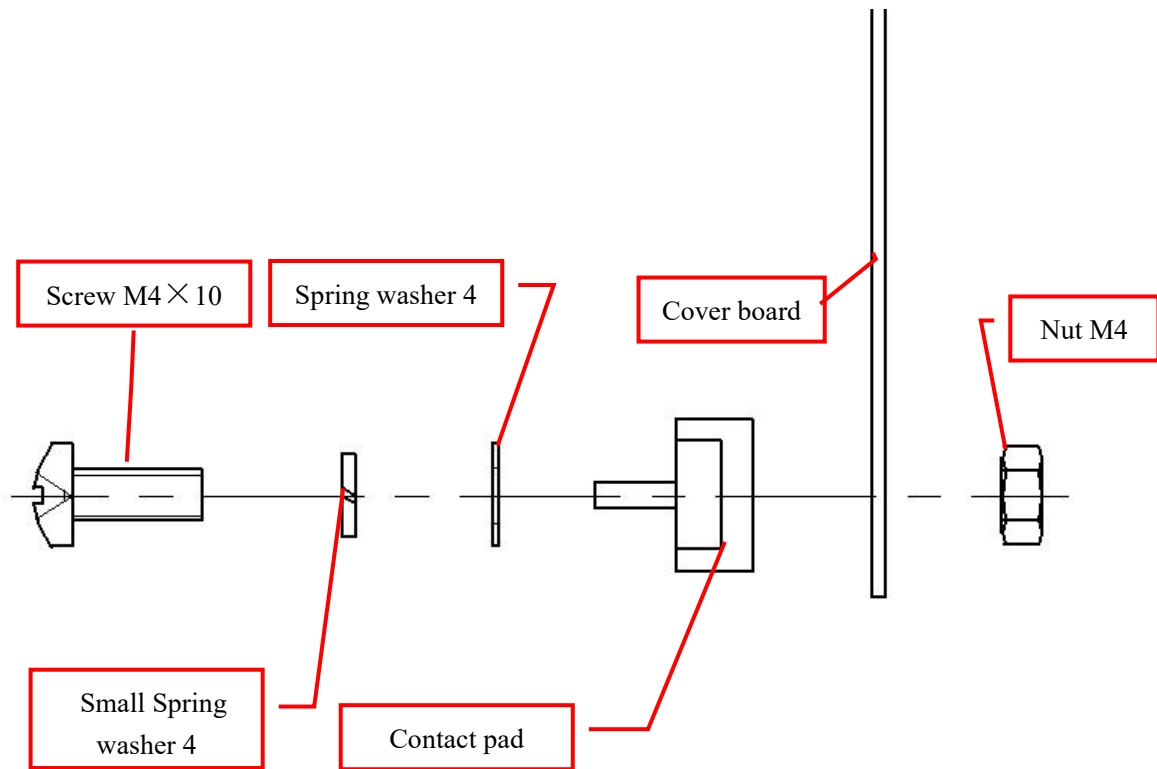 Screw M4×10
Spring washer 4
Cover board
Nut M4
Small Spring
washer 4
Contact pad